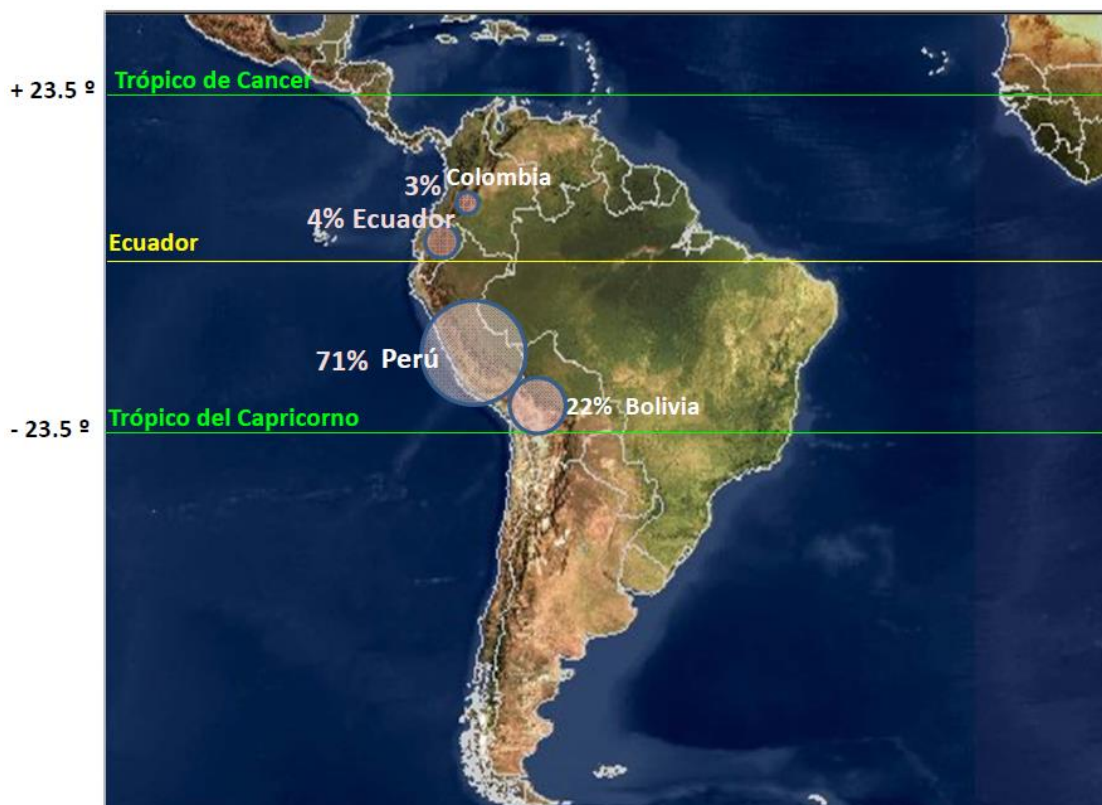 Trópico de Cancer
+ 23.5 º
Colombia
3%
4% Ecuador
Ecuador
71% Perú
22% Bolivia
Trópico del Capricorno
- 23.5 º